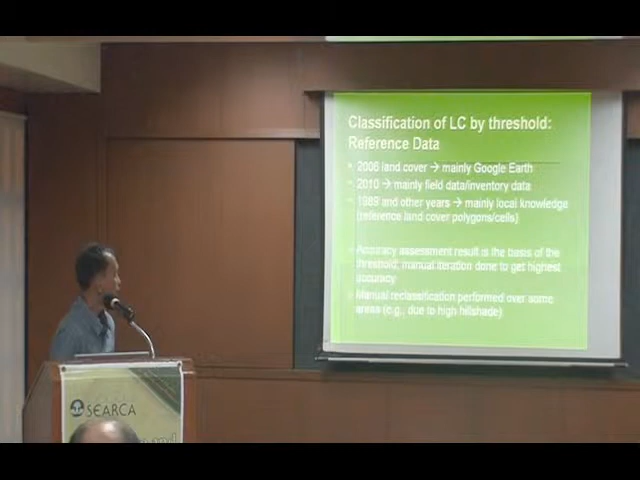 Classification of LC by threshold:
Reference Data
• 2006 land cover → mainly Google Earth
• 2010 → mainly field data/inventory data
• 1989 and other years → mainly local knowledge
(reference land cover polygons/cells)
• Accuracy assessment result is the basis of the
threshold; manual iteration done to get highest
accuracy
• Manual reclassification performed over some
areas (e.g., due to high hillshade)
SEARCA
and